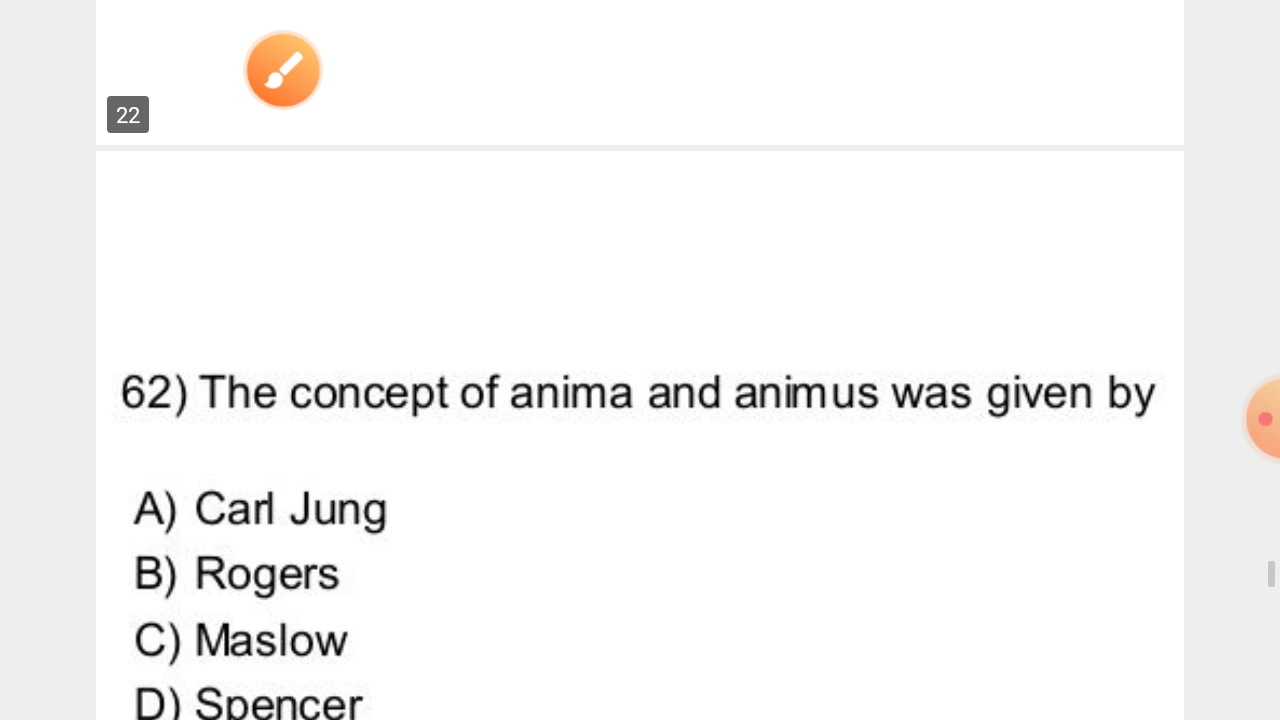 22
62) The concept of anima and animus was given by
A) Carl Jung
B) Rogers
C) Maslow
D) Spencer